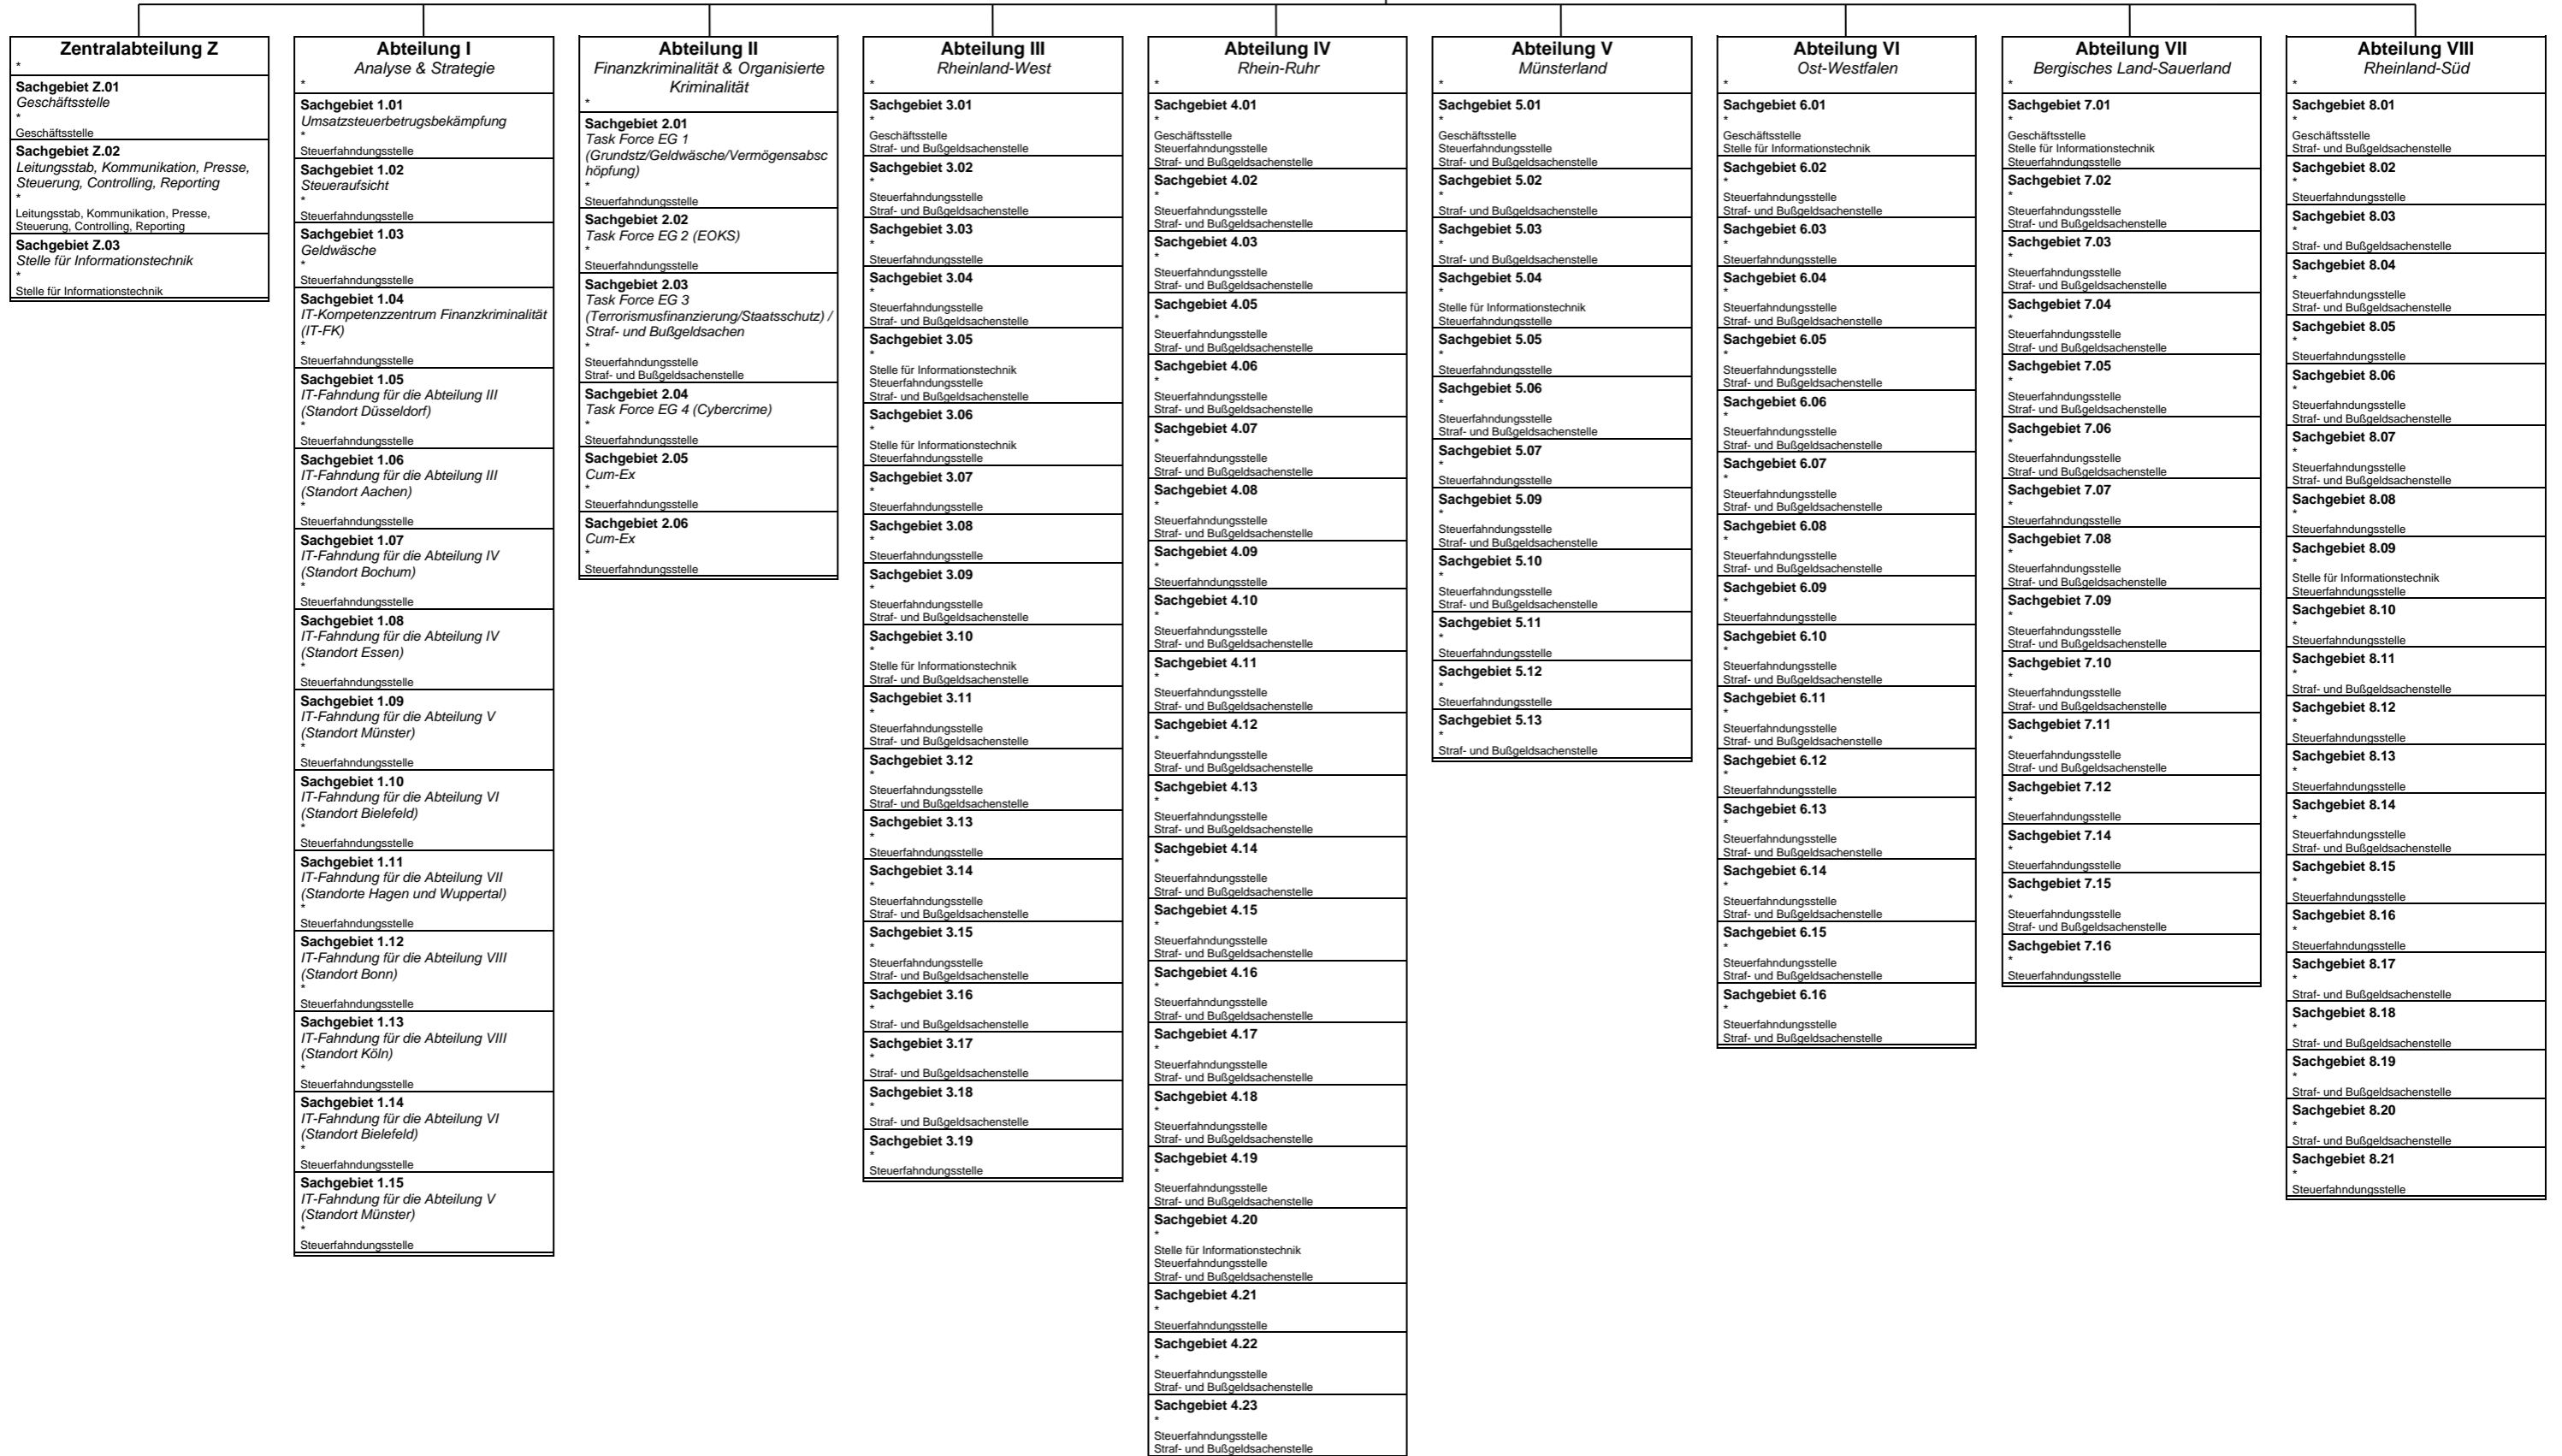 Zentralabteilung Z
*
Sachgebiet Z.01
Geschäftsstelle
*
Geschäftsstelle
Sachgebiet Z.02
Leitungsstab, Kommunikation, Presse,
Steuerung, Controlling, Reporting
*
Leitungsstab, Kommunikation, Presse,
Steuerung, Controlling, Reporting
Sachgebiet Z.03
Stelle für Informationstechnik
*
Stelle für Informationstechnik
Abteilung I
Analyse & Strategie
*
Sachgebiet 1.01
Umsatzsteuerbetrugsbekämpfung
*
Steuerfahndungsstelle
Sachgebiet 1.02
Steueraufsicht
*
Steuerfahndungsstelle
Sachgebiet 1.03
Geldwäsche
*
Steuerfahndungsstelle
Sachgebiet 1.04
IT-Kompetenzzentrum Finanzkriminalität
(IT-FK)
*
Steuerfahndungsstelle
Sachgebiet 1.05
IT-Fahndung für die Abteilung III
(Standort Düsseldorf)
*
Steuerfahndungsstelle
Sachgebiet 1.06
IT-Fahndung für die Abteilung III
(Standort Aachen)
*
Steuerfahndungsstelle
Sachgebiet 1.07
IT-Fahndung für die Abteilung IV
(Standort Bochum)
*
Steuerfahndungsstelle
Sachgebiet 1.08
IT-Fahndung für die Abteilung IV
(Standort Essen)
*
Steuerfahndungsstelle
Sachgebiet 1.09
IT-Fahndung für die Abteilung V
(Standort Münster)
*
Steuerfahndungsstelle
Sachgebiet 1.10
IT-Fahndung für die Abteilung VI
(Standort Bielefeld)
*
Steuerfahndungsstelle
Sachgebiet 1.11
IT-Fahndung für die Abteilung VII
(Standorte Hagen und Wuppertal)
*
Steuerfahndungsstelle
Sachgebiet 1.12
IT-Fahndung für die Abteilung VIII
(Standort Bonn)
*
Steuerfahndungsstelle
Sachgebiet 1.13
IT-Fahndung für die Abteilung VIII
(Standort Köln)
*
Steuerfahndungsstelle
Sachgebiet 1.14
IT-Fahndung für die Abteilung VI
(Standort Bielefeld)
*
Steuerfahndungsstelle
Sachgebiet 1.15
IT-Fahndung für die Abteilung V
(Standort Münster)
*
Steuerfahndungsstelle
Abteilung II
Finanzkriminalität & Organisierte
Kriminalität
*
Sachgebiet 2.01
Task Force EG 1
(Grundstz/Geldwäsche/Vermögensabsc
höpfung)
*
Steuerfahndungsstelle
Sachgebiet 2.02
Task Force EG 2 (EOKS)
*
Steuerfahndungsstelle
Sachgebiet 2.03
Task Force EG 3
(Terrorismusfinanzierung/Staatsschutz) /
Straf- und Bußgeldsachen
*
Steuerfahndungsstelle
Straf- und Bußgeldsachenstelle
Sachgebiet 2.04
Task Force EG 4 (Cybercrime)
*
Steuerfahndungsstelle
Sachgebiet 2.05
Cum-Ex
*
Steuerfahndungsstelle
Sachgebiet 2.06
Cum-Ex
*
Steuerfahndungsstelle
Abteilung III
Rheinland-West
*
Sachgebiet 3.01
*
Geschäftsstelle
Straf- und Bußgeldsachenstelle
Sachgebiet 3.02
*
Steuerfahndungsstelle
Straf- und Bußgeldsachenstelle
Sachgebiet 3.03
*
Steuerfahndungsstelle
Sachgebiet 3.04
*
Steuerfahndungsstelle
Straf- und Bußgeldsachenstelle
Sachgebiet 3.05
*
Stelle für Informationstechnik
Steuerfahndungsstelle
Straf- und Bußgeldsachenstelle
Sachgebiet 3.06
*
Stelle für Informationstechnik
Steuerfahndungsstelle
Sachgebiet 3.07
*
Steuerfahndungsstelle
Sachgebiet 3.08
*
Steuerfahndungsstelle
Sachgebiet 3.09
*
Steuerfahndungsstelle
Straf- und Bußgeldsachenstelle
Sachgebiet 3.10
*
Stelle für Informationstechnik
Straf- und Bußgeldsachenstelle
Sachgebiet 3.11
*
Steuerfahndungsstelle
Straf- und Bußgeldsachenstelle
Sachgebiet 3.12
*
Steuerfahndungsstelle
Straf- und Bußgeldsachenstelle
Sachgebiet 3.13
*
Steuerfahndungsstelle
Sachgebiet 3.14
*
Steuerfahndungsstelle
Straf- und Bußgeldsachenstelle
Sachgebiet 3.15
*
Steuerfahndungsstelle
Straf- und Bußgeldsachenstelle
Sachgebiet 3.16
*
Straf- und Bußgeldsachenstelle
Sachgebiet 3.17
*
Straf- und Bußgeldsachenstelle
Sachgebiet 3.18
*
Straf- und Bußgeldsachenstelle
Sachgebiet 3.19
*
Steuerfahndungsstelle
Abteilung IV
Rhein-Ruhr
*
Sachgebiet 4.01
*
Geschäftsstelle
Steuerfahndungsstelle
Straf- und Bußgeldsachenstelle
Sachgebiet 4.02
*
Steuerfahndungsstelle
Straf- und Bußgeldsachenstelle
Sachgebiet 4.03
*
Steuerfahndungsstelle
Straf- und Bußgeldsachenstelle
Sachgebiet 4.05
*
Steuerfahndungsstelle
Straf- und Bußgeldsachenstelle
Sachgebiet 4.06
*
Steuerfahndungsstelle
Straf- und Bußgeldsachenstelle
Sachgebiet 4.07
*
Steuerfahndungsstelle
Straf- und Bußgeldsachenstelle
Sachgebiet 4.08
*
Steuerfahndungsstelle
Straf- und Bußgeldsachenstelle
Sachgebiet 4.09
*
Steuerfahndungsstelle
Sachgebiet 4.10
*
Steuerfahndungsstelle
Straf- und Bußgeldsachenstelle
Sachgebiet 4.11
*
Steuerfahndungsstelle
Straf- und Bußgeldsachenstelle
Sachgebiet 4.12
*
Steuerfahndungsstelle
Straf- und Bußgeldsachenstelle
Sachgebiet 4.13
*
Steuerfahndungsstelle
Straf- und Bußgeldsachenstelle
Sachgebiet 4.14
*
Steuerfahndungsstelle
Straf- und Bußgeldsachenstelle
Sachgebiet 4.15
*
Steuerfahndungsstelle
Straf- und Bußgeldsachenstelle
Sachgebiet 4.16
*
Steuerfahndungsstelle
Straf- und Bußgeldsachenstelle
Sachgebiet 4.17
*
Steuerfahndungsstelle
Straf- und Bußgeldsachenstelle
Sachgebiet 4.18
*
Steuerfahndungsstelle
Straf- und Bußgeldsachenstelle
Sachgebiet 4.19
*
Steuerfahndungsstelle
Straf- und Bußgeldsachenstelle
Sachgebiet 4.20
*
Stelle für Informationstechnik
Steuerfahndungsstelle
Straf- und Bußgeldsachenstelle
Sachgebiet 4.21
*
Steuerfahndungsstelle
Sachgebiet 4.22
*
Steuerfahndungsstelle
Straf- und Bußgeldsachenstelle
Sachgebiet 4.23
*
Steuerfahndungsstelle
Straf- und Bußgeldsachenstelle
Abteilung V
Münsterland
*
Sachgebiet 5.01
*
Geschäftsstelle
Steuerfahndungsstelle
Straf- und Bußgeldsachenstelle
Sachgebiet 5.02
*
Straf- und Bußgeldsachenstelle
Sachgebiet 5.03
*
Straf- und Bußgeldsachenstelle
Sachgebiet 5.04
*
Stelle für Informationstechnik
Steuerfahndungsstelle
Sachgebiet 5.05
*
Steuerfahndungsstelle
Sachgebiet 5.06
*
Steuerfahndungsstelle
Straf- und Bußgeldsachenstelle
Sachgebiet 5.07
*
Steuerfahndungsstelle
Sachgebiet 5.09
*
Steuerfahndungsstelle
Straf- und Bußgeldsachenstelle
Sachgebiet 5.10
*
Steuerfahndungsstelle
Straf- und Bußgeldsachenstelle
Sachgebiet 5.11
*
Steuerfahndungsstelle
Sachgebiet 5.12
*
Steuerfahndungsstelle
Sachgebiet 5.13
*
Straf- und Bußgeldsachenstelle
Abteilung VI
Ost-Westfalen
*
Sachgebiet 6.01
*
Geschäftsstelle
Stelle für Informationstechnik
Sachgebiet 6.02
*
Steuerfahndungsstelle
Straf- und Bußgeldsachenstelle
Sachgebiet 6.03
*
Steuerfahndungsstelle
Sachgebiet 6.04
*
Steuerfahndungsstelle
Straf- und Bußgeldsachenstelle
Sachgebiet 6.05
*
Steuerfahndungsstelle
Straf- und Bußgeldsachenstelle
Sachgebiet 6.06
*
Steuerfahndungsstelle
Straf- und Bußgeldsachenstelle
Sachgebiet 6.07
*
Steuerfahndungsstelle
Straf- und Bußgeldsachenstelle
Sachgebiet 6.08
*
Steuerfahndungsstelle
Straf- und Bußgeldsachenstelle
Sachgebiet 6.09
*
Steuerfahndungsstelle
Sachgebiet 6.10
*
Steuerfahndungsstelle
Straf- und Bußgeldsachenstelle
Sachgebiet 6.11
*
Steuerfahndungsstelle
Straf- und Bußgeldsachenstelle
Sachgebiet 6.12
*
Steuerfahndungsstelle
Sachgebiet 6.13
*
Steuerfahndungsstelle
Straf- und Bußgeldsachenstelle
Sachgebiet 6.14
*
Steuerfahndungsstelle
Straf- und Bußgeldsachenstelle
Sachgebiet 6.15
*
Steuerfahndungsstelle
Straf- und Bußgeldsachenstelle
Sachgebiet 6.16
*
Steuerfahndungsstelle
Straf- und Bußgeldsachenstelle
Abteilung VII
Bergisches Land-Sauerland
*
Sachgebiet 7.01
*
Geschäftsstelle
Stelle für Informationstechnik
Steuerfahndungsstelle
Sachgebiet 7.02
*
Steuerfahndungsstelle
Straf- und Bußgeldsachenstelle
Sachgebiet 7.03
*
Steuerfahndungsstelle
Straf- und Bußgeldsachenstelle
Sachgebiet 7.04
*
Steuerfahndungsstelle
Straf- und Bußgeldsachenstelle
Sachgebiet 7.05
*
Steuerfahndungsstelle
Straf- und Bußgeldsachenstelle
Sachgebiet 7.06
*
Steuerfahndungsstelle
Straf- und Bußgeldsachenstelle
Sachgebiet 7.07
*
Steuerfahndungsstelle
Sachgebiet 7.08
*
Steuerfahndungsstelle
Straf- und Bußgeldsachenstelle
Sachgebiet 7.09
*
Steuerfahndungsstelle
Straf- und Bußgeldsachenstelle
Sachgebiet 7.10
*
Steuerfahndungsstelle
Straf- und Bußgeldsachenstelle
Sachgebiet 7.11
*
Steuerfahndungsstelle
Straf- und Bußgeldsachenstelle
Sachgebiet 7.12
*
Steuerfahndungsstelle
Sachgebiet 7.14
*
Steuerfahndungsstelle
Sachgebiet 7.15
*
Steuerfahndungsstelle
Straf- und Bußgeldsachenstelle
Sachgebiet 7.16
*
Steuerfahndungsstelle
Abteilung VIII
Rheinland-Süd
*
Sachgebiet 8.01
*
Geschäftsstelle
Straf- und Bußgeldsachenstelle
Sachgebiet 8.02
*
Steuerfahndungsstelle
Sachgebiet 8.03
*
Straf- und Bußgeldsachenstelle
Sachgebiet 8.04
*
Steuerfahndungsstelle
Straf- und Bußgeldsachenstelle
Sachgebiet 8.05
*
Steuerfahndungsstelle
Sachgebiet 8.06
*
Steuerfahndungsstelle
Straf- und Bußgeldsachenstelle
Sachgebiet 8.07
*
Steuerfahndungsstelle
Straf- und Bußgeldsachenstelle
Sachgebiet 8.08
*
Steuerfahndungsstelle
Sachgebiet 8.09
*
Stelle für Informationstechnik
Steuerfahndungsstelle
Sachgebiet 8.10
*
Steuerfahndungsstelle
Sachgebiet 8.11
*
Straf- und Bußgeldsachenstelle
Sachgebiet 8.12
*
Steuerfahndungsstelle
Sachgebiet 8.13
*
Steuerfahndungsstelle
Sachgebiet 8.14
*
Steuerfahndungsstelle
Straf- und Bußgeldsachenstelle
Sachgebiet 8.15
*
Steuerfahndungsstelle
Sachgebiet 8.16
*
Steuerfahndungsstelle
Sachgebiet 8.17
*
Straf- und Bußgeldsachenstelle
Sachgebiet 8.18
*
Straf- und Bußgeldsachenstelle
Sachgebiet 8.19
*
Straf- und Bußgeldsachenstelle
Sachgebiet 8.20
*
Straf- und Bußgeldsachenstelle
Sachgebiet 8.21
*
Steuerfahndungsstelle